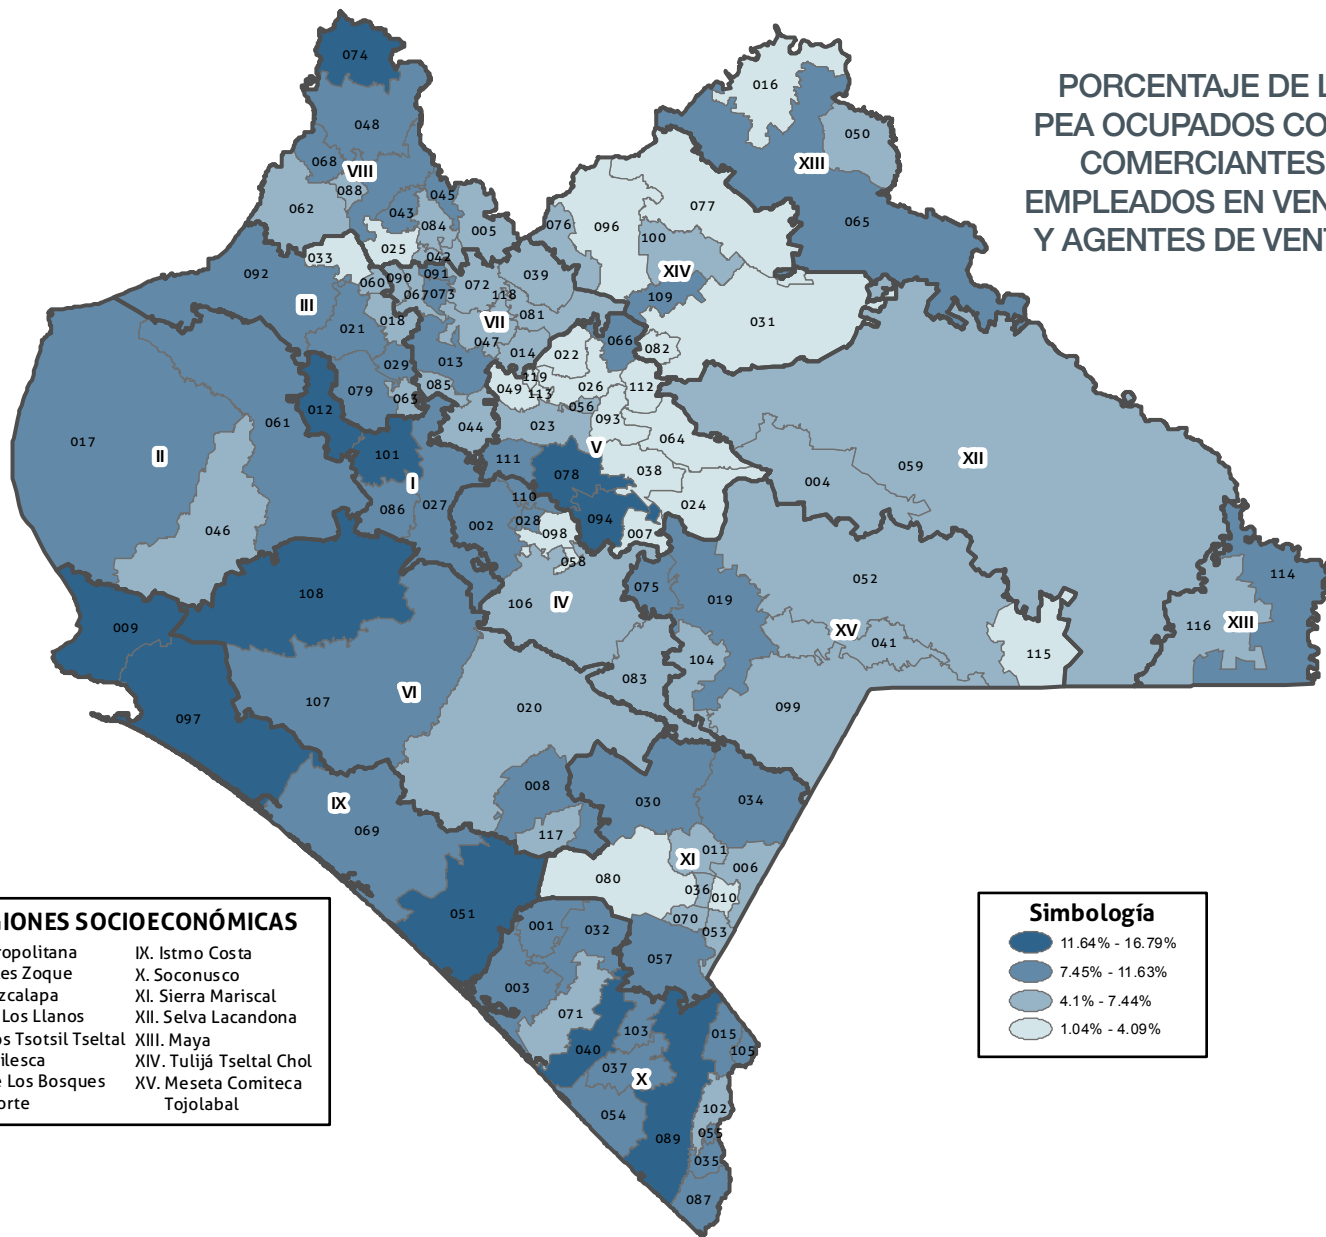 PORCENTAJE DE L
PEA OCUPADOS CO
COMERCIANTES
EMPLEADOS EN VEN
Y AGENTES DE VENT
074
016
048
050
068
VIII
XIII
088
045
062
043
077
084
005
076
096
065
025
100
033
042
092
091
039
XIV
060
090
072
067
073
118
109
III
018
081
031
021
VII
047
066
014
022
082
029
013
079
119
085
049
026
112
063
113
012
056
061
093
044
023
017
064
II
101
V
XII
111
078
038
059
I
004
110
027
024
086
002
028
094
046
098
007
058
114
052
075
108
019
106
IV
009
116
XIII
XV
041
115
104
083
VI
107
099
020
097
008
030
034
IX
069
117
011
XI
006
080
036
010
051
070
001
032
053
057
003
071
103
015
040
105
037
X
102
054
055
089
035
087
GIONES SOCIOECONÓMICAS
ropolitana
es Zoque
zcalapa
Los Llanos
os Tsotsil Tseltal
ilesca
e Los Bosques
orte
IX. Istmo Costa
X. Soconusco
XI. Sierra Mariscal
XII. Selva Lacandona
XIII. Maya
XIV. Tulijá Tseltal Chol
XV. Meseta Comiteca
Tojolabal
Simbología
11.64% - 16.79%
7.45% - 11.63%
4.1% - 7.44%
1.04% - 4.09%